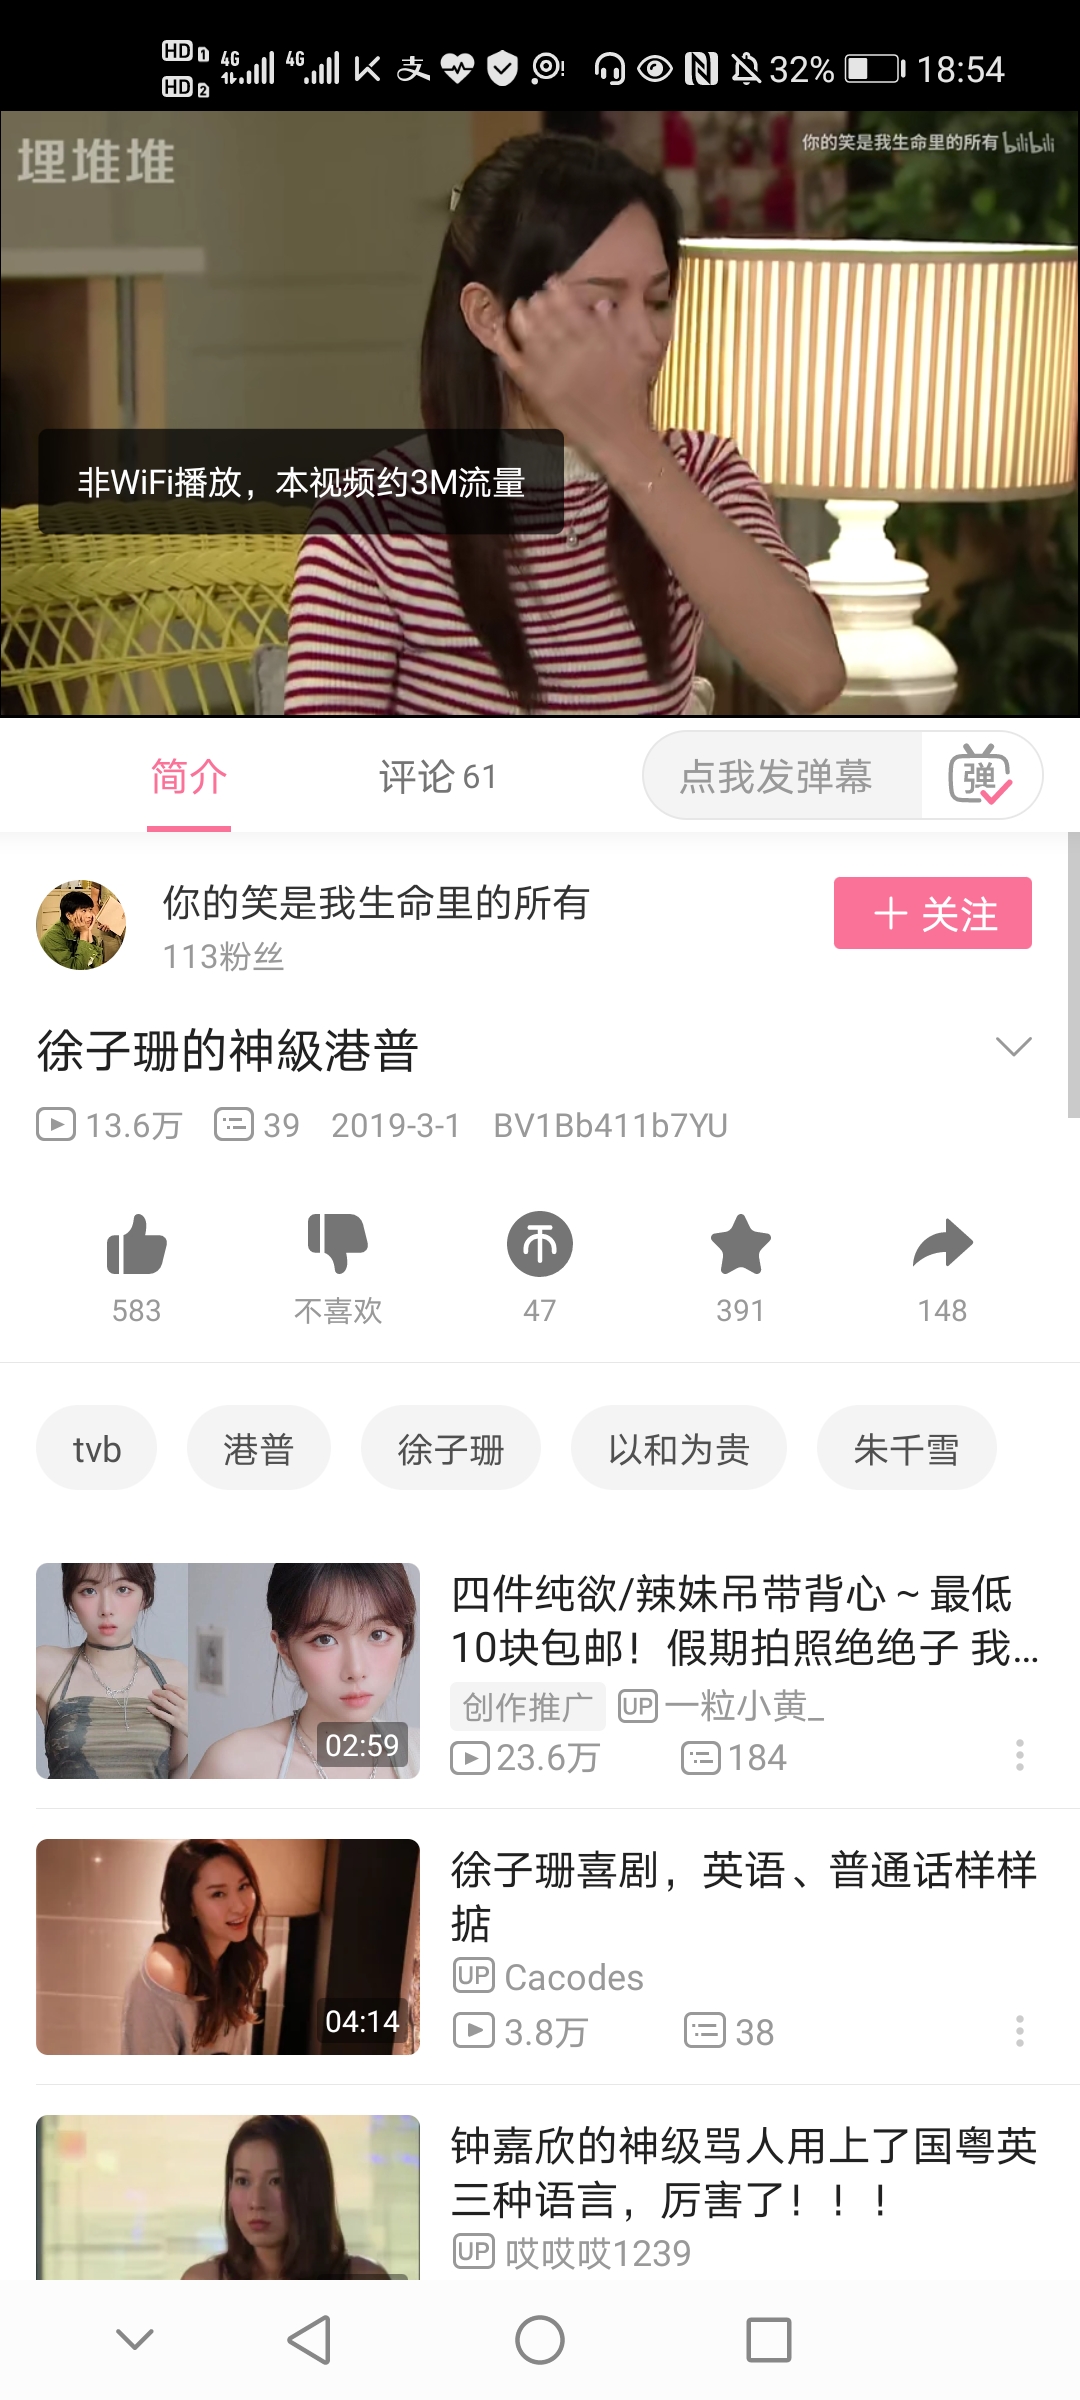 HD 1 4G 4G 支 32% 18:54
HD 2
埋堆堆
你的笑是我生命里的所有 bilibili
非WiFi播放，本视频约3M流量
简介 评论 61 点我发弹幕 弹
你的笑是我生命里的所有
113粉丝
+ 关注
徐子珊的神級港普
13.6万 39 2019-3-1 BV1Bb411b7YU
583 不喜欢 47 391 148
tvb 港普 徐子珊 以和为贵 朱千雪
四件纯欲/辣妹吊带背心 ~ 最低
10块包邮！假期拍照绝绝子 我...
创作推广 UP 一粒小黄_
02:59
23.6万 184
徐子珊喜剧，英语、普通话样样
掂
UP Cacodes
04:14
3.8万 38
钟嘉欣的神级骂人用上了国粤英
三种语言，厉害了！！！
UP 哎哎哎1239